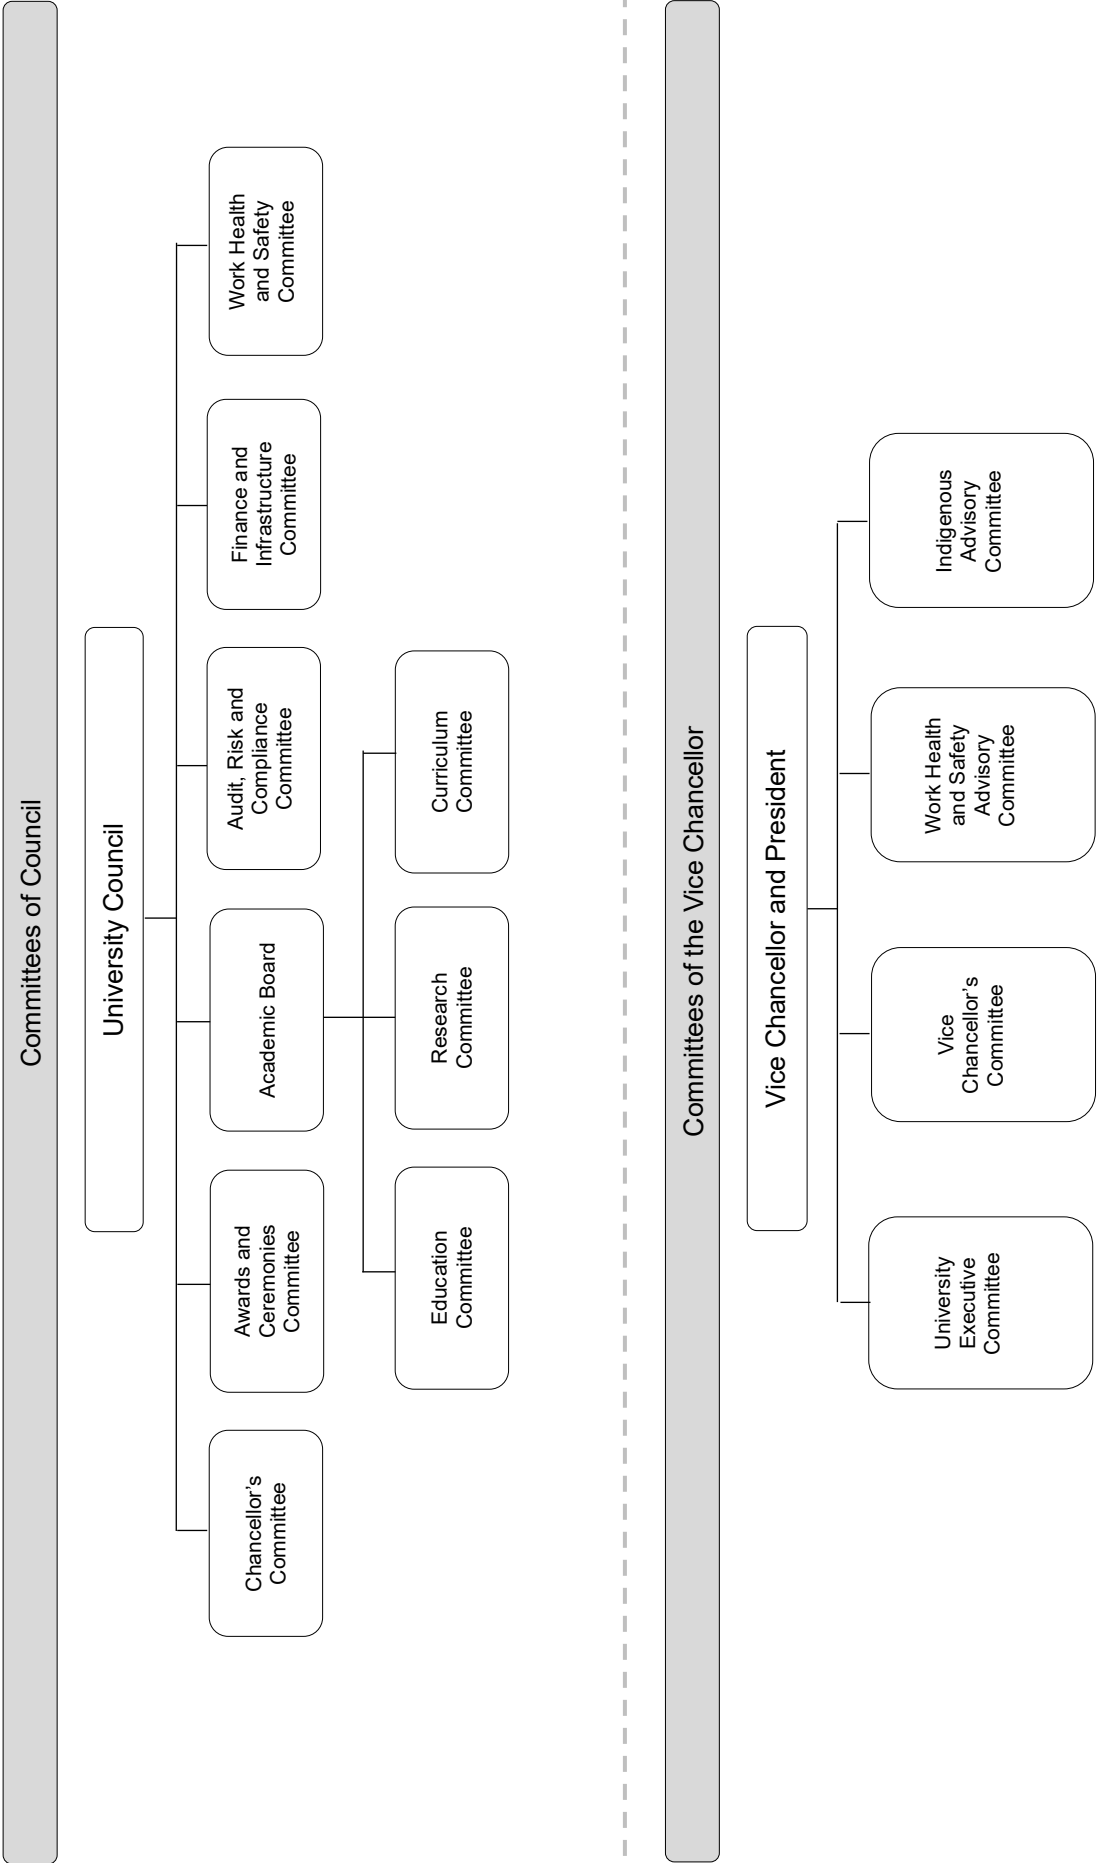 Committees of Council
University Council
Chancellor’s
Committee
Awards and
Ceremonies
Committee
Academic Board
Audit, Risk and
Compliance
Committee
Finance and
Infrastructure
Committee
Work Health
and Safety
Committee
Education
Committee
Research
Committee
Curriculum
Committee
Committees of the Vice Chancellor
Vice Chancellor and President
University
Executive
Committee
Vice
Chancellor’s
Committee
Work Health
and Safety
Advisory
Committee
Indigenous
Advisory
Committee